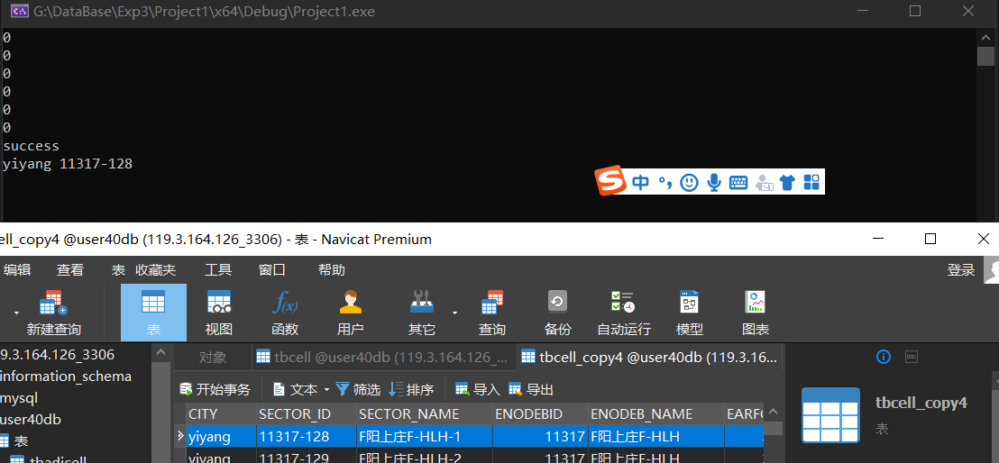 G:\DataBase\Exp3\Project1\x64\Debug\Project1.exe
0
0
0
0
0
0
success
yiyang 11317-128
中
ell_copy4 @user40db (119.3.164.126_3306) - 表 - Navicat Premium
编辑 查看 表 收藏夹 工具 窗口 帮助 登录
新建查询 表 视图 函数 用户 其它 查询 备份 自动运行 模型 图表
9.3.164.126_3306
information_schema
mysql
user40db
表
tbadjcell
对象 tbcell @user40db (119.3.164.126_... tbcell_copy4 @user40db (119.3.16...
开始事务 文本 筛选 排序 导入 导出
CITY SECTOR_ID SECTOR_NAME ENODEBID ENODEB_NAME EARFC
yiyang 11317-128 F阳上庄F-HLH-1 11317 F阳上庄F-HLH
yiyang 11317-129 F阳上庄F-HLH-2 11317 F阳上庄F-HLH
tbcell_copy4
表